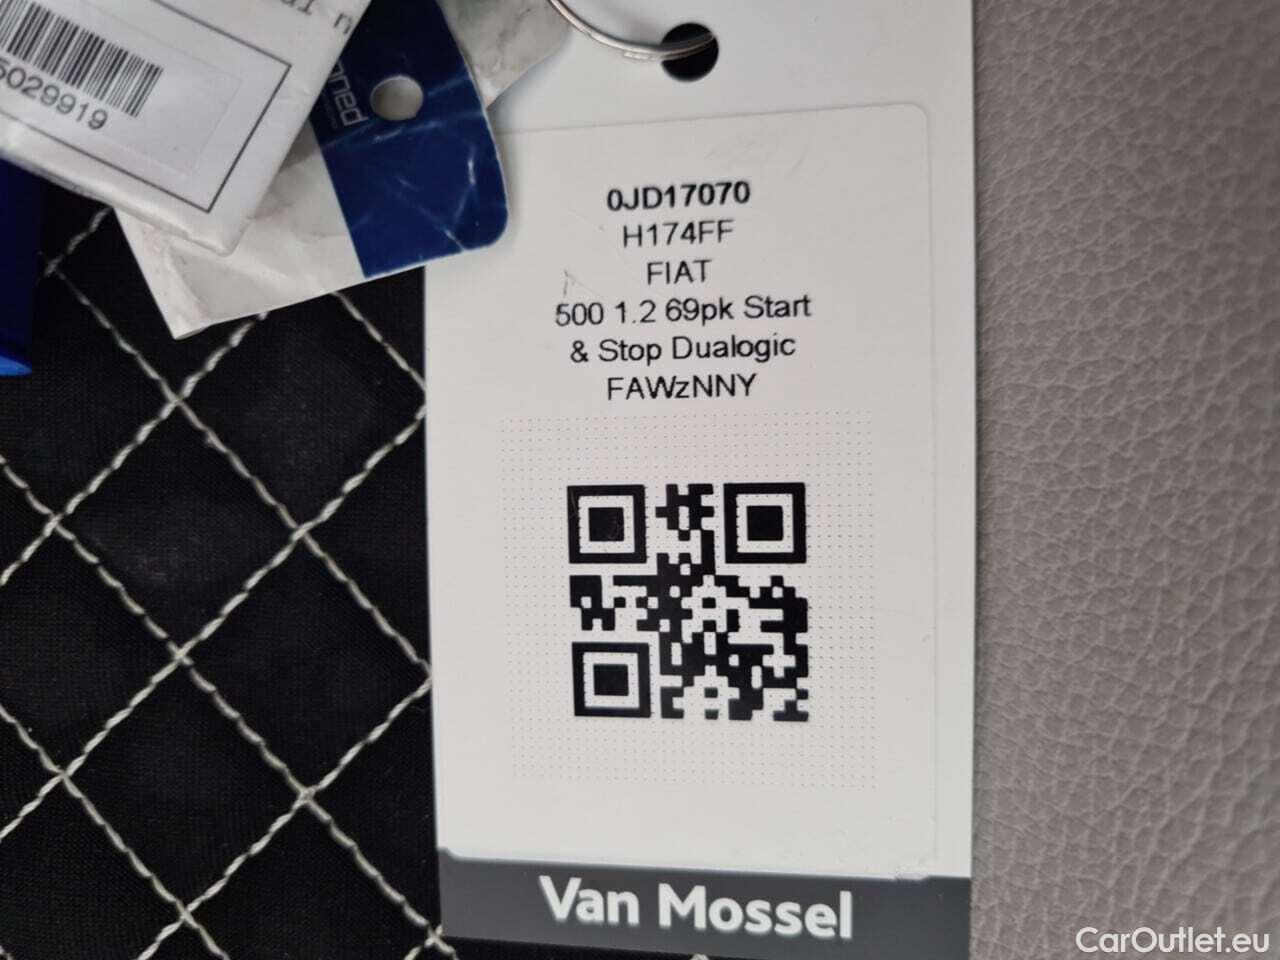 5029919
0JD17070
H174FF
FIAT
500 1.2 69pk Start
& Stop Dualogic
FAWzNNY
Van Mossel
CarOutlet.eu